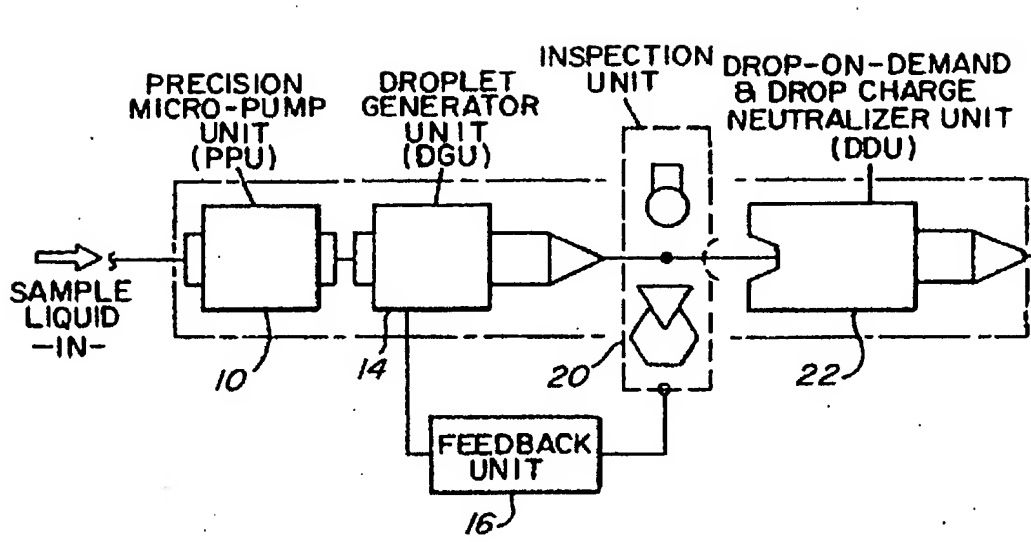 PRECISION
MICRO-PUMP
UNIT
(PPU)
DROPLET
GENERATOR
UNIT
(DGU)
INSPECTION
UNIT
DROP-ON-DEMAND
& DROP CHARGE
NEUTRALIZER UNIT
(DDU)
SAMPLE
LIQUID
-IN-
10
14
20
22
FEEDBACK
UNIT
16